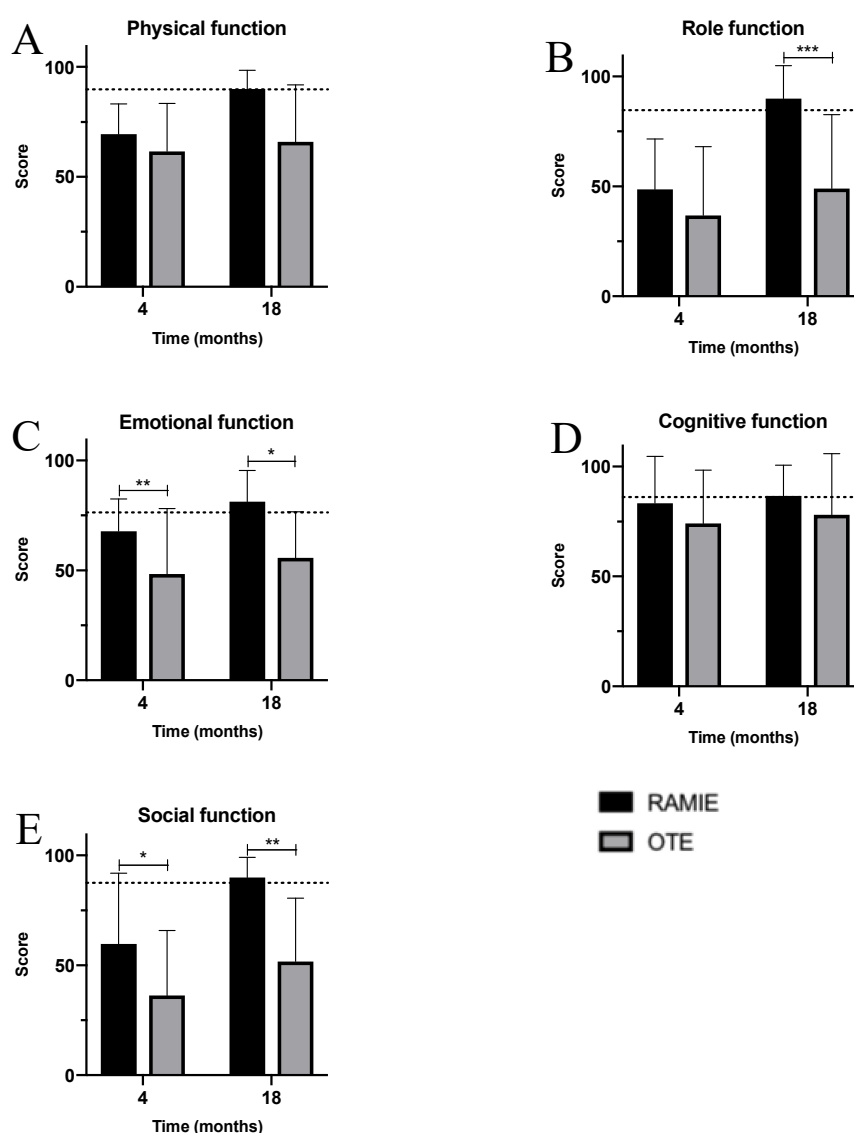 A
Physical function
100
50
0
Score
4 18
Time (months)
B
Role function
***
100
50
0
Score
4 18
Time (months)
C
Emotional function
** *
100
50
0
Score
4 18
Time (months)
D
Cognitive function
100
50
0
Score
4 18
Time (months)
RAMIE
OTE
E
Social function
* **
100
50
0
Score
4 18
Time (months)